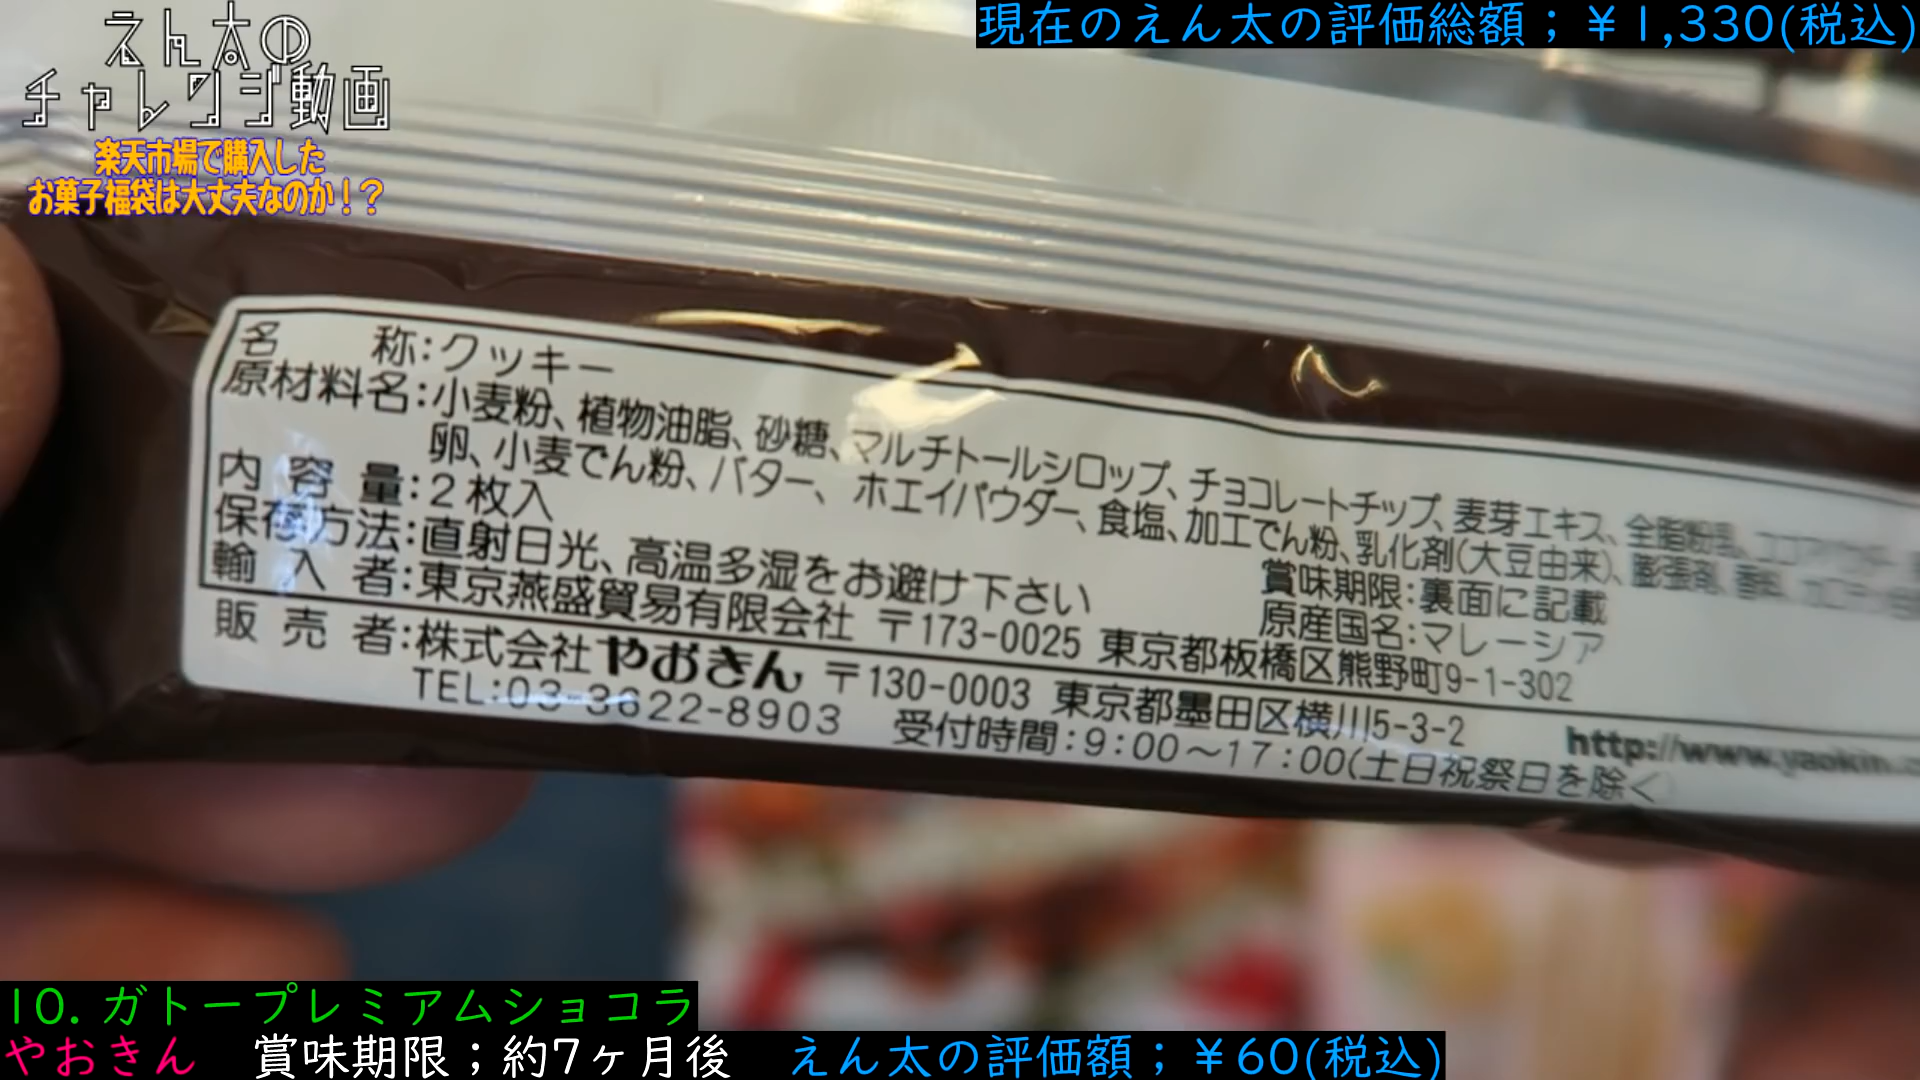 えん太の
チャレンジ動画
楽天市場で購入した
お菓子福袋は大丈夫なのか！？
現在のえん太の評価総額；￥1,330(税込)
名称：クッキー
原材料名：小麦粉、植物油脂、砂糖、マルチトールシロップ、チョコレートチップ、麦芽エキス、全脂粉乳、ココアパウダー、
卵、小麦でん粉、バター、ホエイパウダー、食塩、加工でん粉、乳化剤(大豆由来)、膨張剤、香料、
内容量：2枚入
賞味期限：裏面に記載
保存方法：直射日光、高温多湿をお避け下さい
原産国名：マレーシア
輸入者：東京燕盛貿易有限会社 〒173-0025 東京都板橋区熊野町9-1-302
販売者：株式会社やおきん 〒130-0003 東京都墨田区横川5-3-2
TEL:03-3622-8903 受付時間：9：00～17：00(土日祝祭日を除く)
http://www.yaokin.
10. ガトープレミアムショコラ
やおきん 賞味期限；約7ヶ月後 えん太の評価額；￥60(税込)